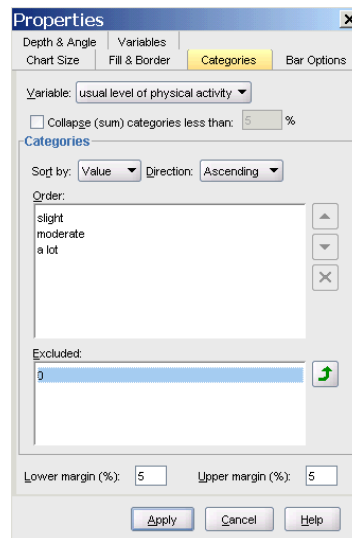 Properties
Depth & Angle Variables
Chart Size Fill & Border Categories Bar Options
Variable: usual level of physical activity
Collapse (sum) categories less than: 5 %
Categories
Sort by: Value Direction: Ascending
Order:
slight
moderate
a lot
Excluded:
0
Lower margin (%): 5 Upper margin (%): 5
Apply Cancel Help